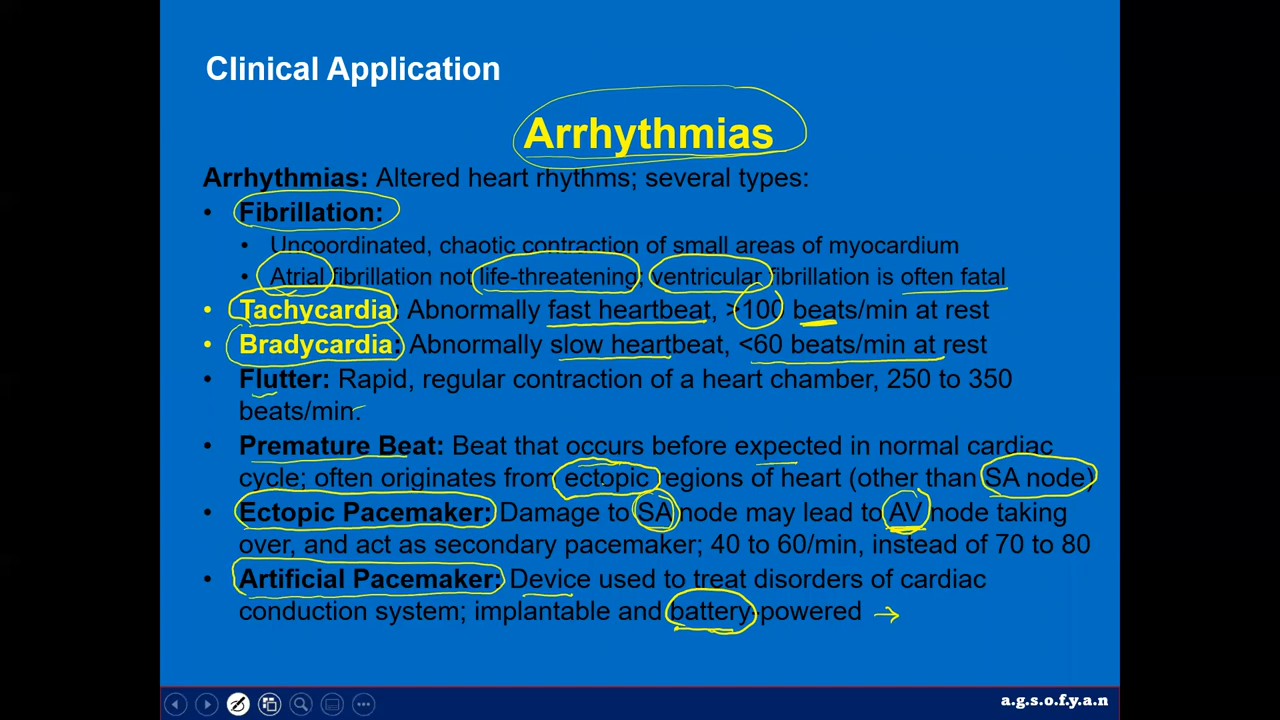 Clinical Application
Arrhythmias
Arrhythmias: Altered heart rhythms; several types:
• Fibrillation:
• Uncoordinated, chaotic contraction of small areas of myocardium
• Atrial fibrillation not life-threatening; ventricular fibrillation is often fatal
• Tachycardia: Abnormally fast heartbeat, >100 beats/min at rest
• Bradycardia: Abnormally slow heartbeat, <60 beats/min at rest
• Flutter: Rapid, regular contraction of a heart chamber, 250 to 350
beats/min.
• Premature Beat: Beat that occurs before expected in normal cardiac
cycle; often originates from ectopic regions of heart (other than SA node)
• Ectopic Pacemaker: Damage to SA node may lead to AV node taking
over, and act as secondary pacemaker; 40 to 60/min, instead of 70 to 80
• Artificial Pacemaker: Device used to treat disorders of cardiac
conduction system; implantable and battery-powered →
a.g.s.o.f.y.a.n